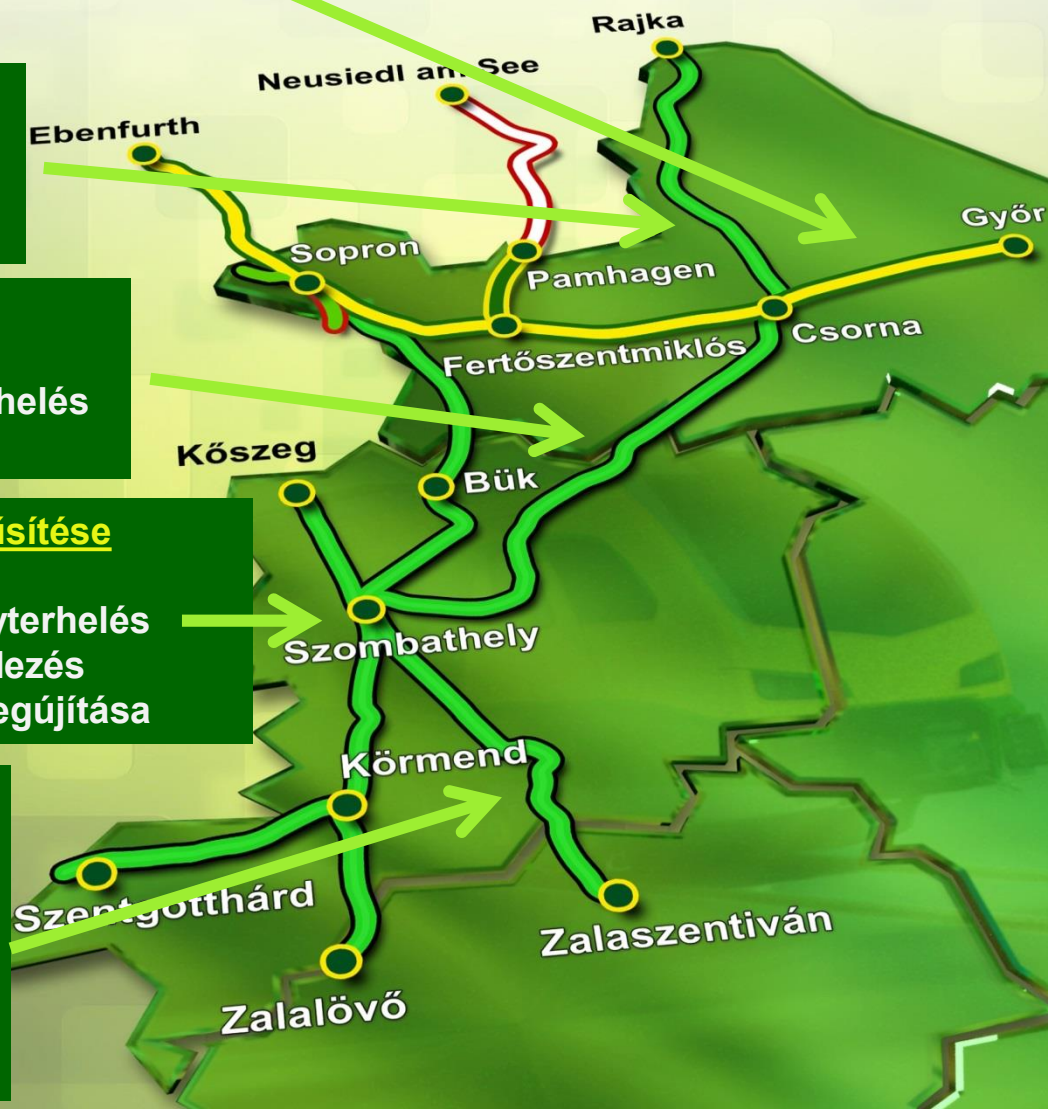 Rajka
Neusiedl am See
Ebenfurth
Győr
Sopron
Pamhagen
Csorna
Fertőszentmiklós
helés
Kőszeg
Bük
ísítése
yterhelés
Szombathely
lezés
egújítása
Körmend
Szentgotthárd
Zalaszentiván
Zalalövő